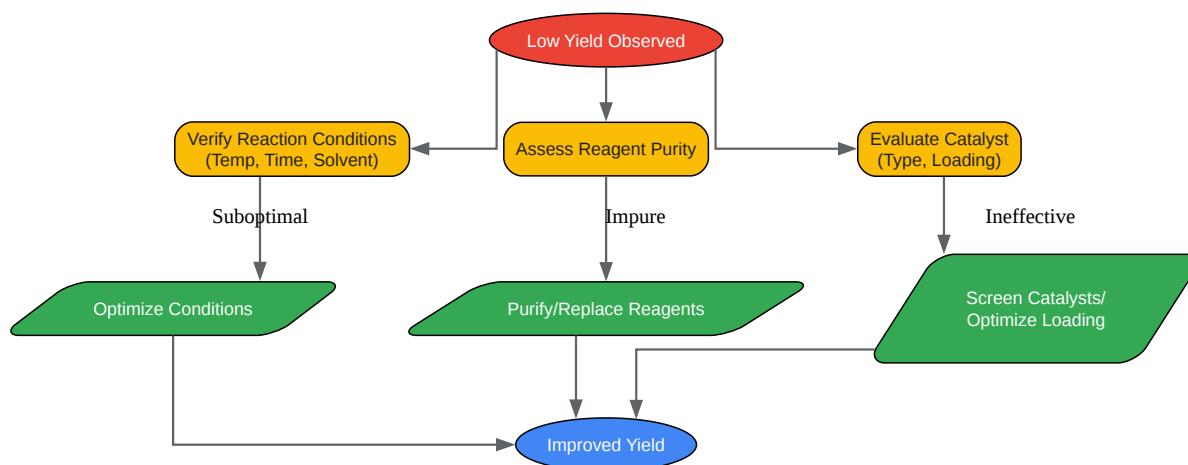 Low Yield Observed
Verify Reaction Conditions
(Temp, Time, Solvent)
Assess Reagent Purity
Evaluate Catalyst
(Type, Loading)
Suboptimal
Impure
Ineffective
Optimize Conditions
Purify/Replace Reagents
Screen Catalysts/
Optimize Loading
Improved Yield